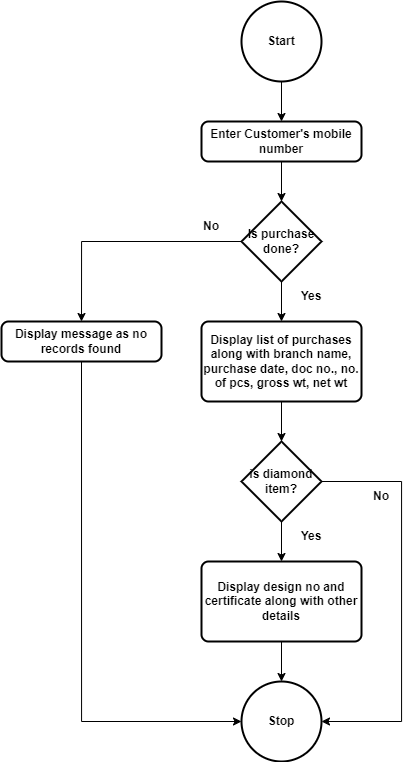 Start
Enter Customer's mobile
number
No
Is purchase
done?
Yes
Display message as no
records found
Display list of purchases
along with branch name,
purchase date, doc no., no.
of pcs, gross wt, net wt
is diamond
item?
No
Yes
Display design no and
certificate along with other
details
Stop